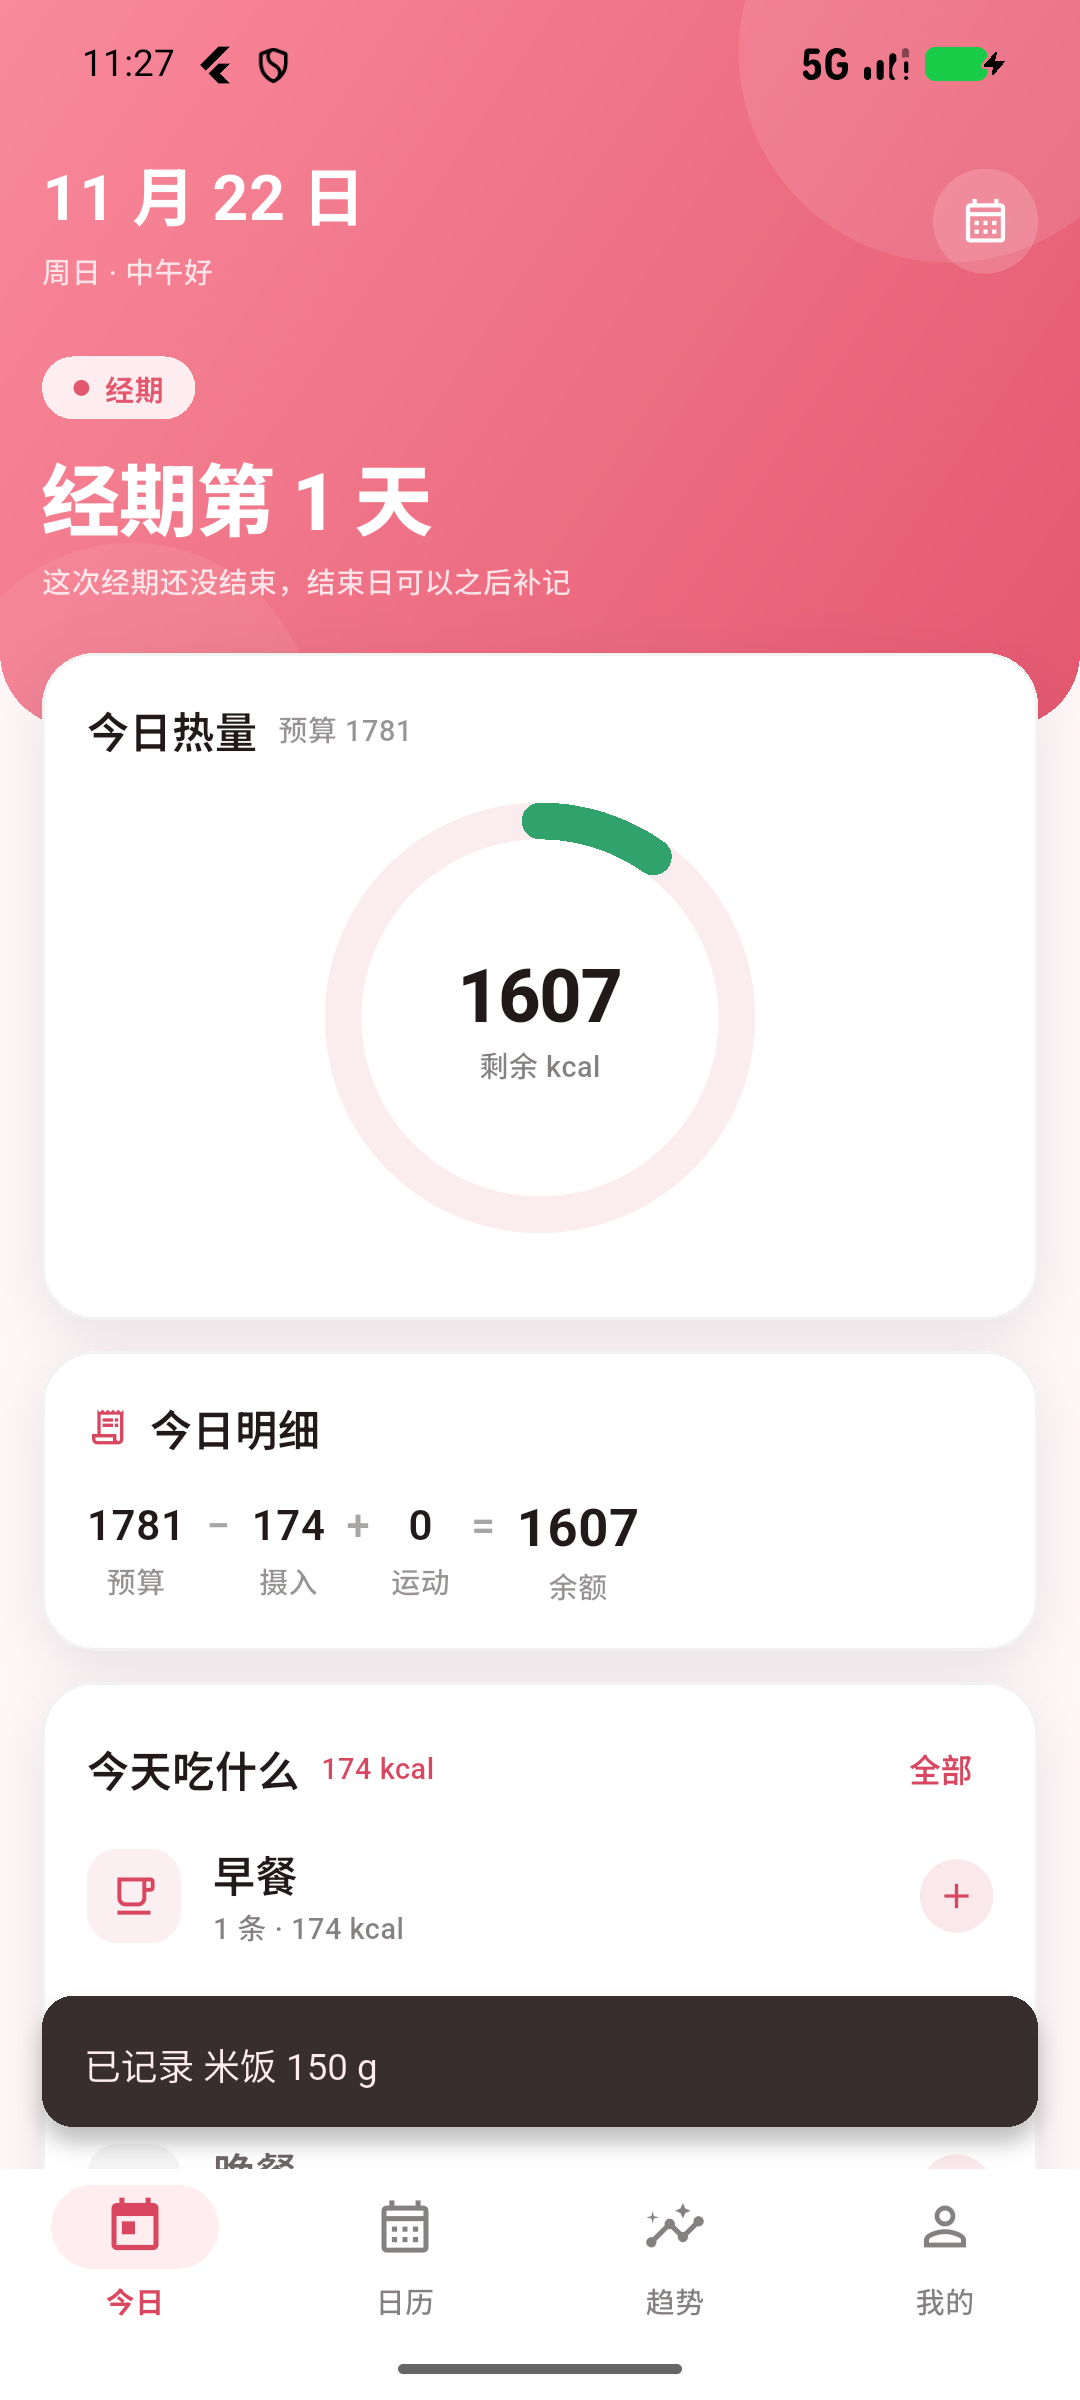 11:27
5G
11 月 22 日
周日 · 中午好
经期
经期第 1 天
这次经期还没结束，结束日可以之后补记
今日热量 预算 1781
1607
剩余 kcal
今日明细
1781 − 174 + 0 = 1607
预算 摄入 运动 余额
今天吃什么 174 kcal 全部
早餐
1 条 · 174 kcal
已记录 米饭 150 g
晚餐
今日 日历 趋势 我的